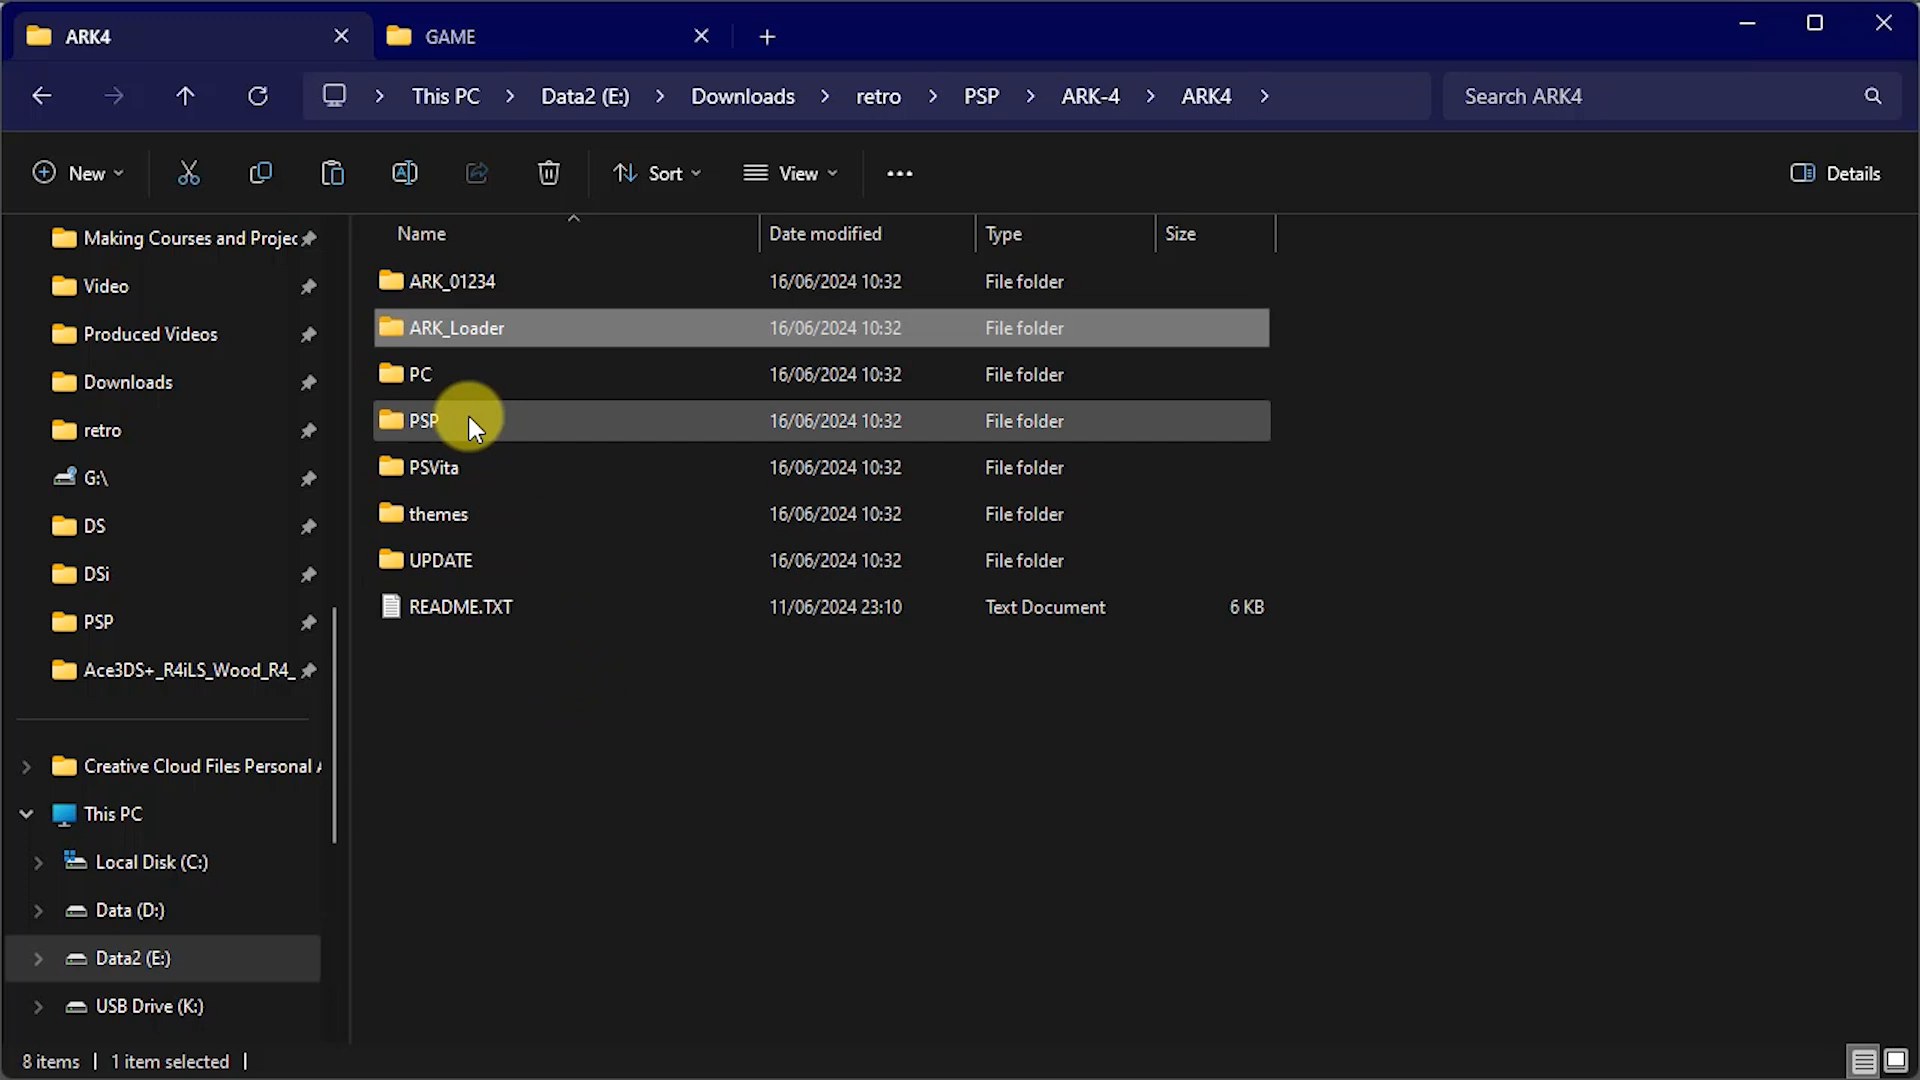 ARK4
GAME
This PC > Data2 (E:) > Downloads > retro > PSP > ARK-4 > ARK4 >
Search ARK4
New
Sort
View
Details
Making Courses and Projec
Video
Produced Videos
Downloads
retro
G:\
DS
DSi
PSP
Ace3DS+_R4iLS_Wood_R4_
Creative Cloud Files Personal
This PC
Local Disk (C:)
Data (D:)
Data2 (E:)
USB Drive (K:)
Name Date modified Type Size
ARK_01234 16/06/2024 10:32 File folder
ARK_Loader 16/06/2024 10:32 File folder
PC 16/06/2024 10:32 File folder
PSP 16/06/2024 10:32 File folder
PSVita 16/06/2024 10:32 File folder
themes 16/06/2024 10:32 File folder
UPDATE 16/06/2024 10:32 File folder
README.TXT 11/06/2024 23:10 Text Document 6 KB
8 items | 1 item selected |